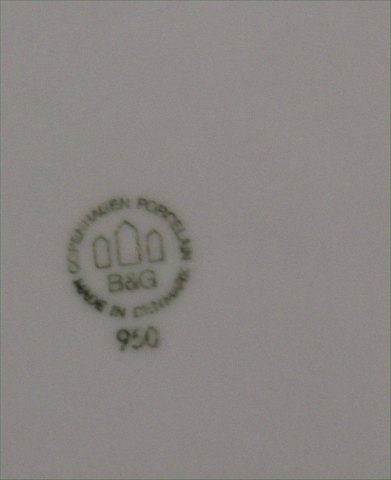 COPENHAGEN PORCELAIN
B&G
MADE IN DENMARK
950